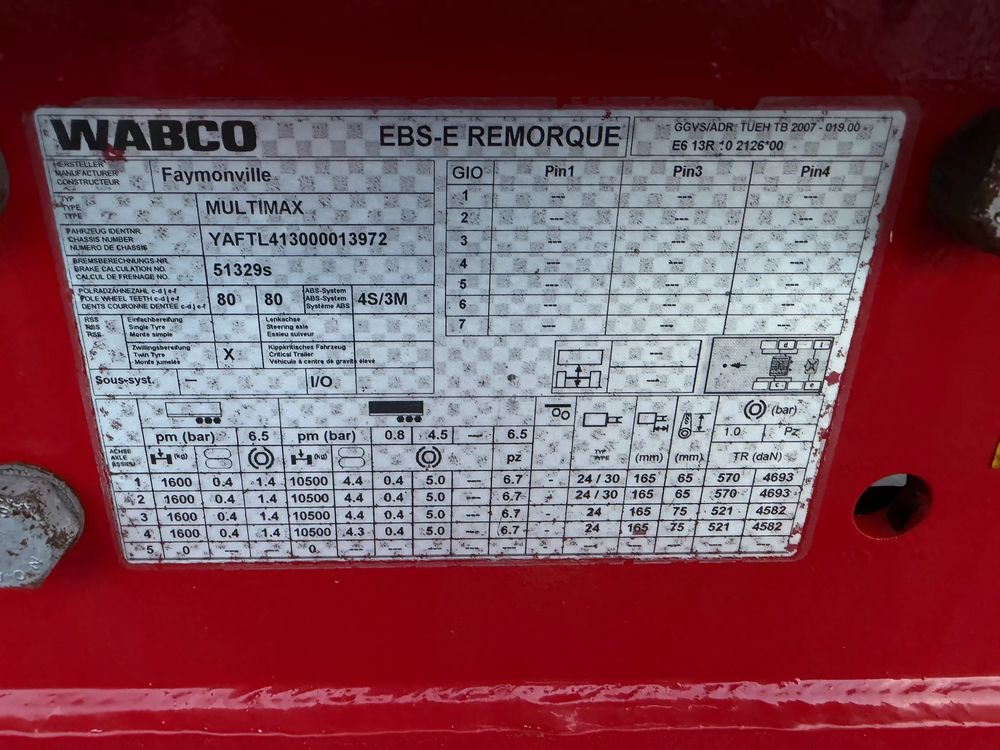 WABCO EBS-E REMORQUE GGVS/ADR TUEH TB 2007 - 019.00
E6 13R 10 2126*00
HERSTELLER
MANUFACTURER
CONSTRUCTEUR
Faymonville
TYP
TYPE
TYPE
MULTIMAX
FAHRZEUG IDENTNR.
CHASSIS NUMBER
NUMERO DE CHASSIS
YAFTL413000013972
BREMSBERECHNUNGS-NR.
BRAKE CALCULATION NO.
CALCUL DE FREINAGE NO.
51329s
POLRADZÄHNEZAHL c-d | e-f
POLE WHEEL TEETH c-d | e-f
DENTS COURONNE DENTÉE c-d | e-f
80 80
ABS-System
ABS-System
Système ABS
4S/3M
RSS
RSS
RSE
Einfachbereifung
Single Tyre
Monte simple
Lenkachse
Steering axle
Essieu suiveur
Zwillingsbereifung
Twin Tyre
Monte jumelés
X
Kippkritisches Fahrzeug
Critical Trailer
Véhicule à centre de gravité élevé
Sous-syst. — I/O
GIO Pin1 Pin3 Pin4
1 --- --- ---
2 --- --- ---
3 --- --- ---
4 --- --- ---
5 --- --- ---
6 --- --- ---
7 --- --- ---
---
---
d - f
c e
pm (bar) 6.5 pm (bar) 0.8 4.5 --- 6.5
(bar)
1.0 Pz
ACHSE
AXLE
(ESSIEU)
(kg) (kg) pz TYP
TYPE
(mm) (mm) TR (daN)
1 1600 0.4 1.4 10500 4.4 0.4 5.0 --- 6.7 - 24 / 30 165 65 570 4693
2 1600 0.4 1.4 10500 4.4 0.4 5.0 --- 6.7 - 24 / 30 165 65 570 4693
3 1600 0.4 1.4 10500 4.4 0.4 5.0 --- 6.7 - 24 165 75 521 4582
4 1600 0.4 1.4 10500 4.3 0.4 5.0 --- 6.7 - 24 165 75 521 4582
5 0 --- --- 0 --- --- --- --- --- - --- --- --- --- ---
TON